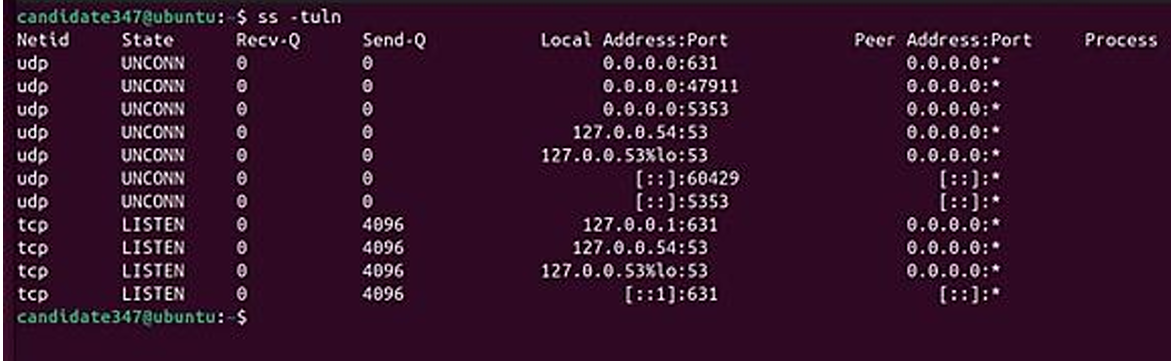 candidate347@ubuntu:~$ ss -tuln
Netid State Recv-Q Send-Q Local Address:Port Peer Address:Port Process
udp UNCONN 0 0 0.0.0.0:631 0.0.0.0:*
udp UNCONN 0 0 0.0.0.0:47911 0.0.0.0:*
udp UNCONN 0 0 0.0.0.0:5353 0.0.0.0:*
udp UNCONN 0 0 127.0.0.54:53 0.0.0.0:*
udp UNCONN 0 0 127.0.0.53%lo:53 0.0.0.0:*
udp UNCONN 0 0 [::]:60429 [::]:*
udp UNCONN 0 0 [::]:5353 [::]:*
tcp LISTEN 0 4096 127.0.0.1:631 0.0.0.0:*
tcp LISTEN 0 4096 127.0.0.54:53 0.0.0.0:*
tcp LISTEN 0 4096 127.0.0.53%lo:53 0.0.0.0:*
tcp LISTEN 0 4096 [::1]:631 [::]:*
candidate347@ubuntu:~$